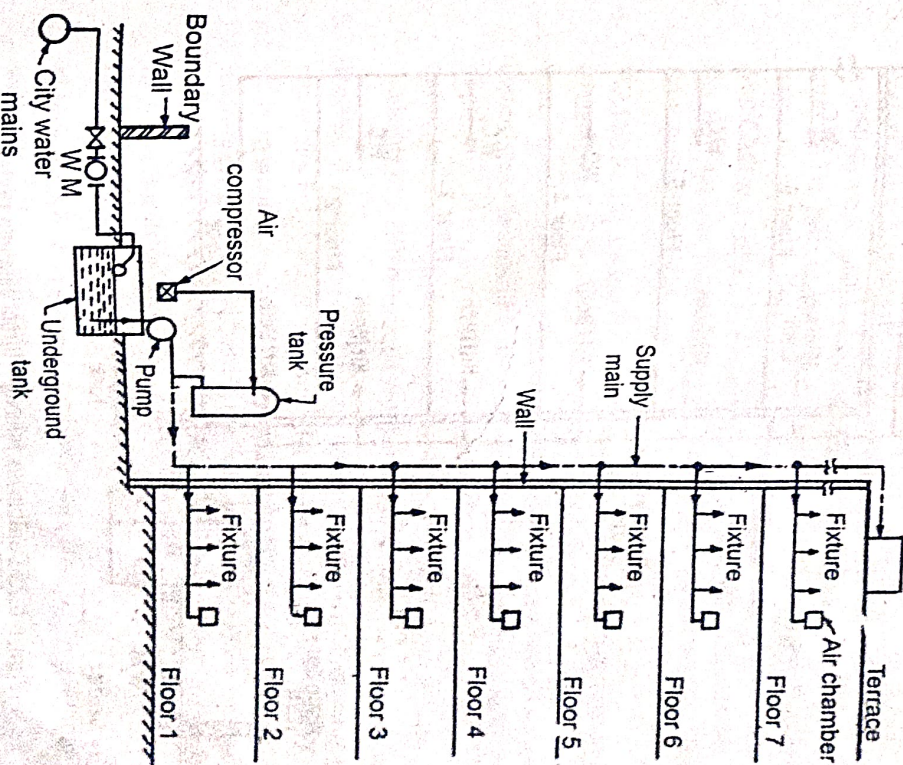 Boundary
Wall
City water
mains
W M
Air
compressor
Underground
tank
Pump
Pressure
tank
Supply
main
Wall
Terrace
Air chamber
Fixture
Floor 7
Fixture
Floor 6
Fixture
Floor 5
Fixture
Floor 4
Fixture
Floor 3
Fixture
Floor 2
Fixture
Floor 1